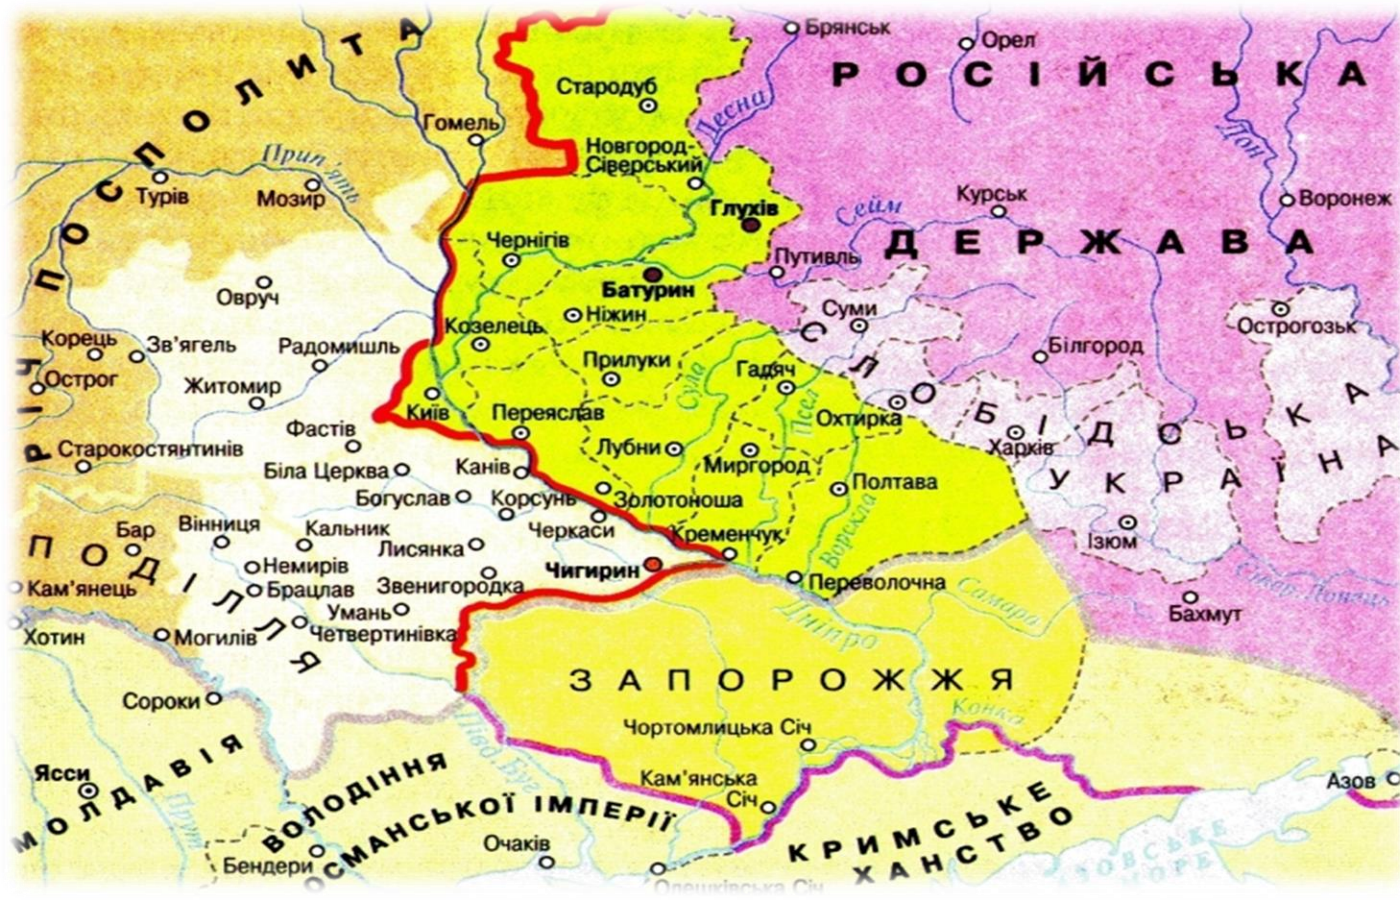 РІЧ ПОСПОЛИТА
РОСІЙСЬКА
ДЕРЖАВА
Брянськ
Орел
Стародуб
Десна
Дон
Гомель
Новгород-
Сіверський
Прип'ять
Турів
Мозир
Глухів
Сейм
Курськ
Воронеж
Чернігів
Путивль
Батурин
Овруч
Козелець
Ніжин
Суми
Острогозьк
Корець
Зв'ягель
Радомишль
Прилуки
Сула
Гадяч
Псел
Білгород
СЛОБІДСЬКА
УКРАЇНА
Острог
Житомир
Київ
Переяслав
Охтирка
Харків
Фастів
Лубни
Миргород
Старокостянтинів
Біла Церква
Канів
Полтава
Богуслав
Корсунь
Золотоноша
Бар
Вінниця
Кальник
Черкаси
Кременчук
Ворскла
Ізюм
ПОДІЛЛЯ
Лисянка
Немирів
Чигирин
Кам'янець
Брацлав
Звенигородка
Переволочна
Самара
Умань
Дніпро
Бахмут
Хотин
Могилів
Четвертинівка
ЗАПОРОЖЖЯ
Сороки
Півд. Буг
Конка
Чортомлицька Січ
Ясси
МОЛДАВІЯ
Прут
Кам'янська
Січ
Азов
ВОЛОДІННЯ
ОСМАНСЬКОЇ ІМПЕРІЇ
КРИМСЬКЕ
ХАНСТВО
Бендери
Очаків
Олешківська Січ